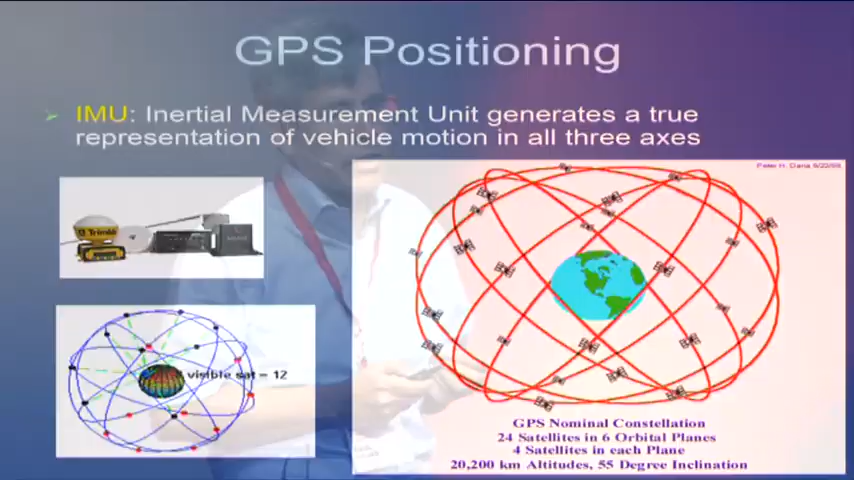 GPS Positioning
IMU: Inertial Measurement Unit generates a true
representation of vehicle motion in all three axes
Peter H. Dana 6/22/98
Trimble
visible sat = 12
GPS Nominal Constellation
24 Satellites in 6 Orbital Planes
4 Satellites in each Plane
20,200 km Altitudes, 55 Degree Inclination